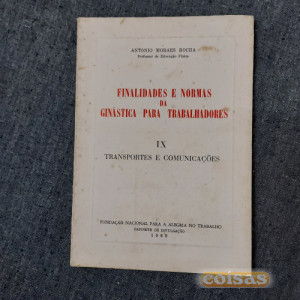 ANTONIO MORAES ROCHA
Professor de Educação Física
FINALIDADES E NORMAS
DA
GINÁSTICA PARA TRABALHADORES
IX
TRANSPORTES E COMUNICAÇÕES
FUNDAÇÃO NACIONAL PARA A ALEGRIA NO TRABALHO
GABINETE DE DIVULGAÇÃO
coisas